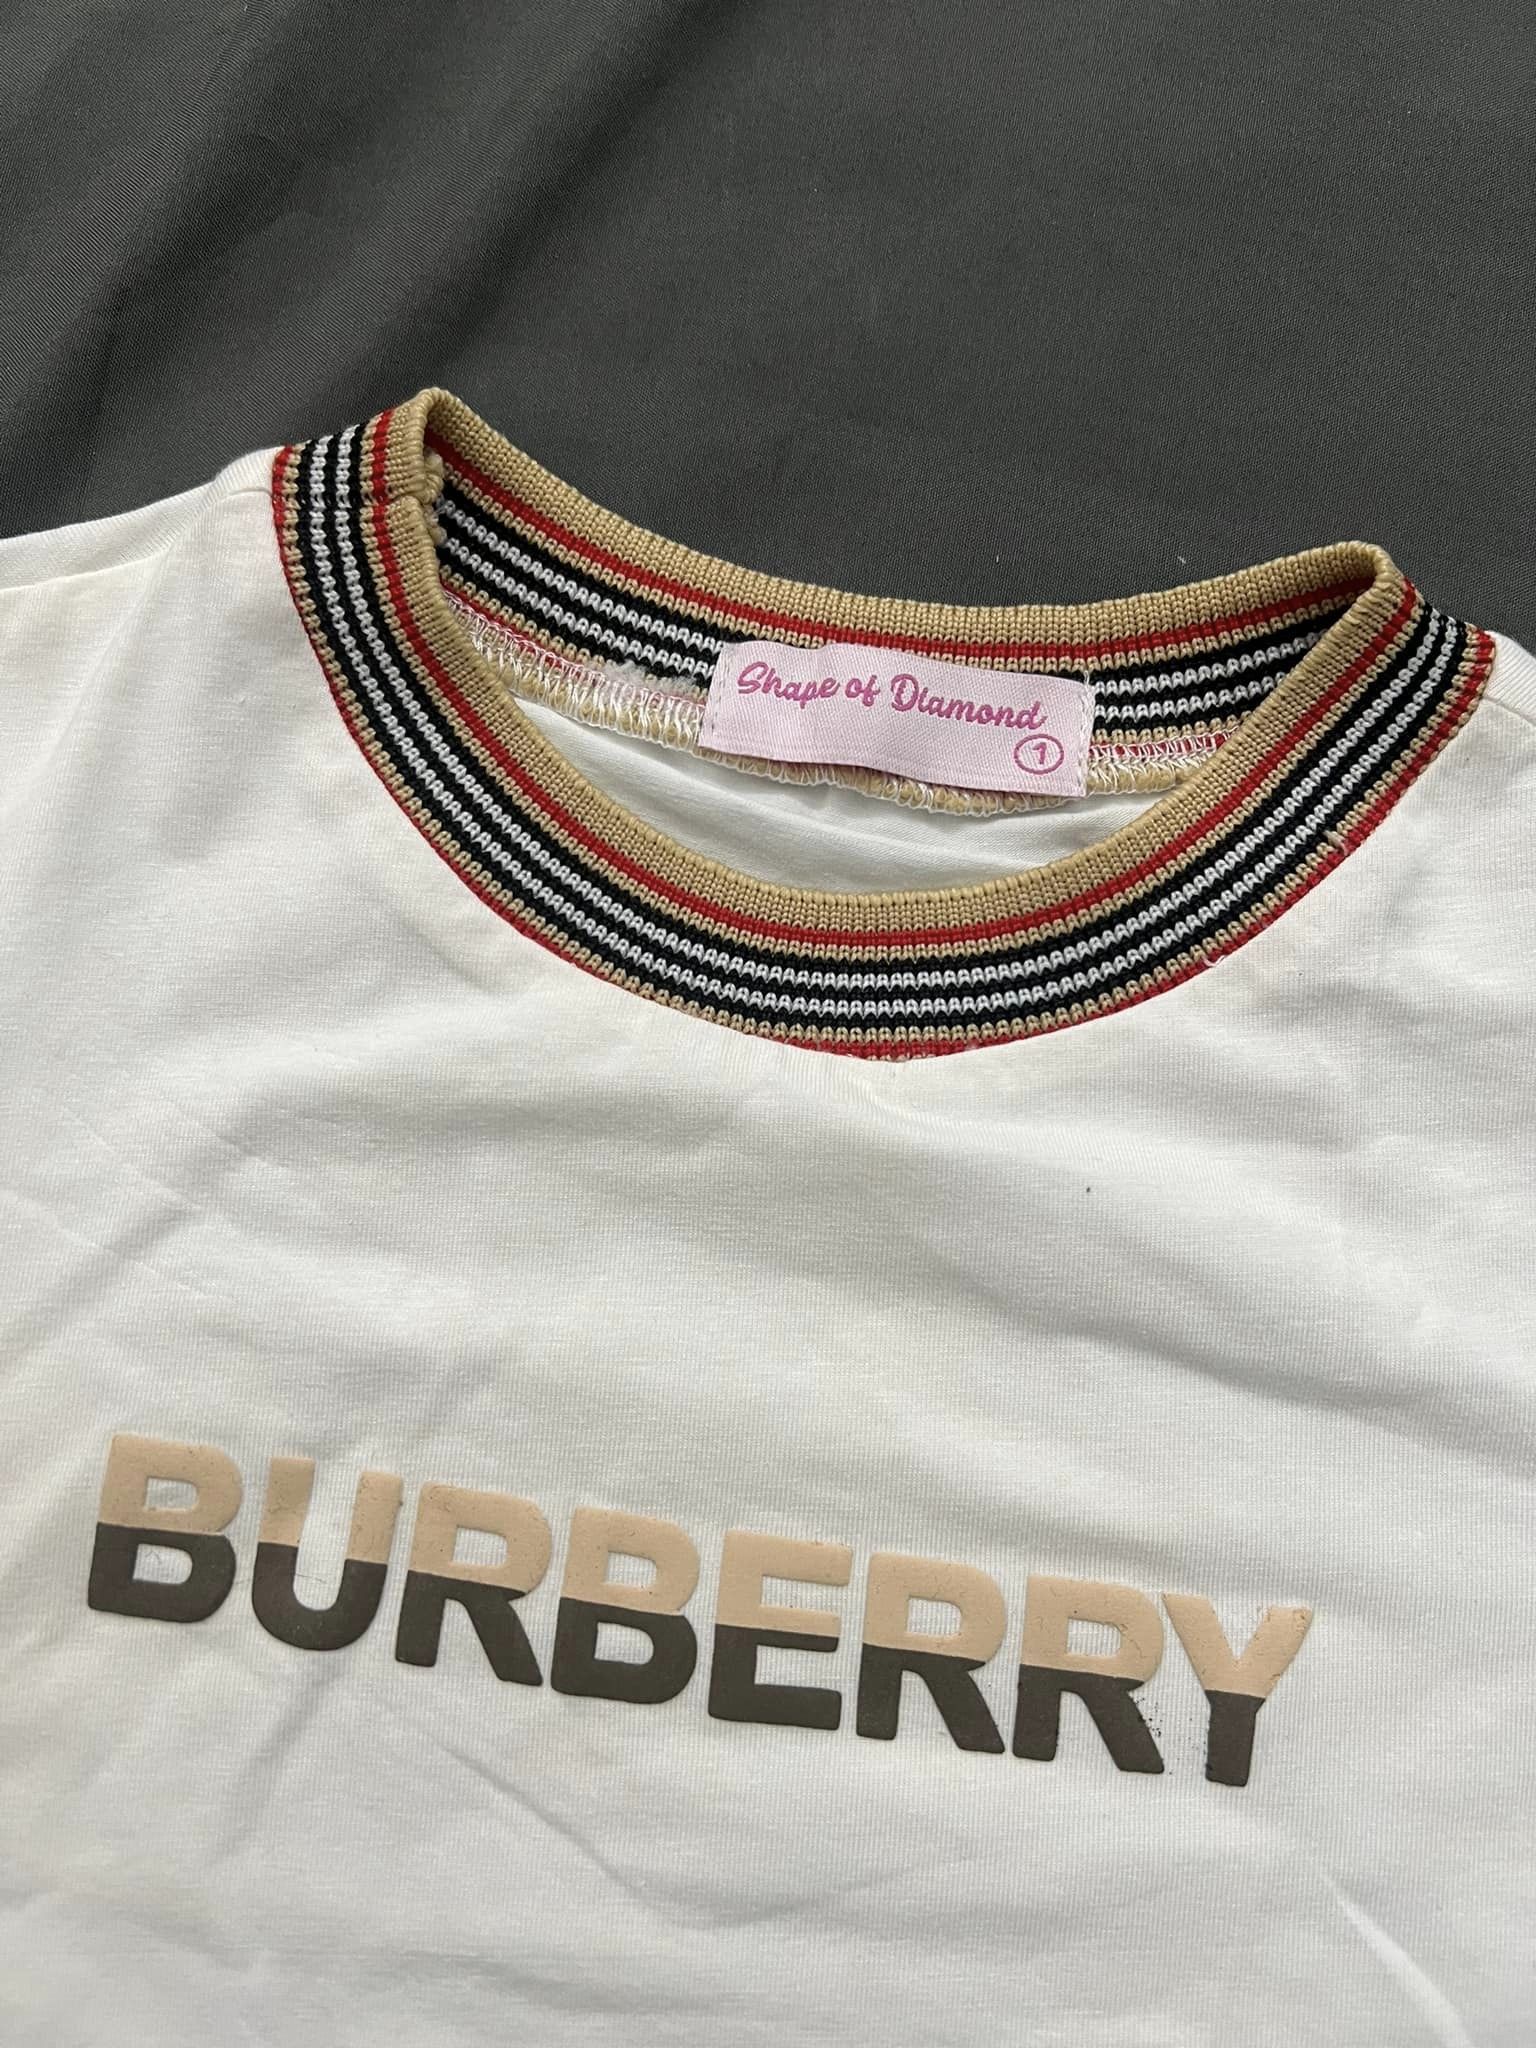 Shape of Diamond
1
BURBERRY